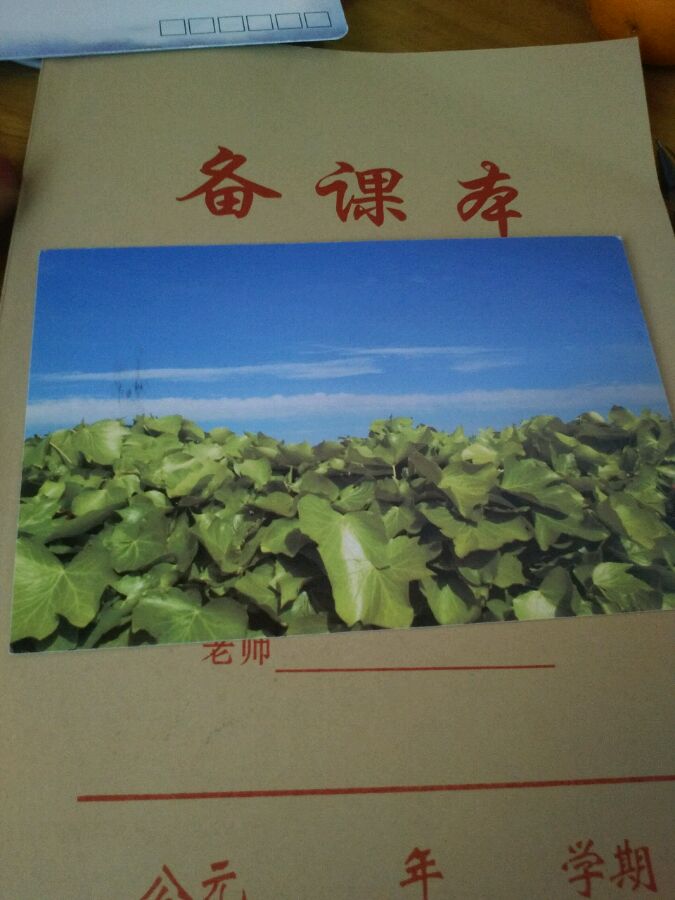 备课本
老师
公元 年 学期